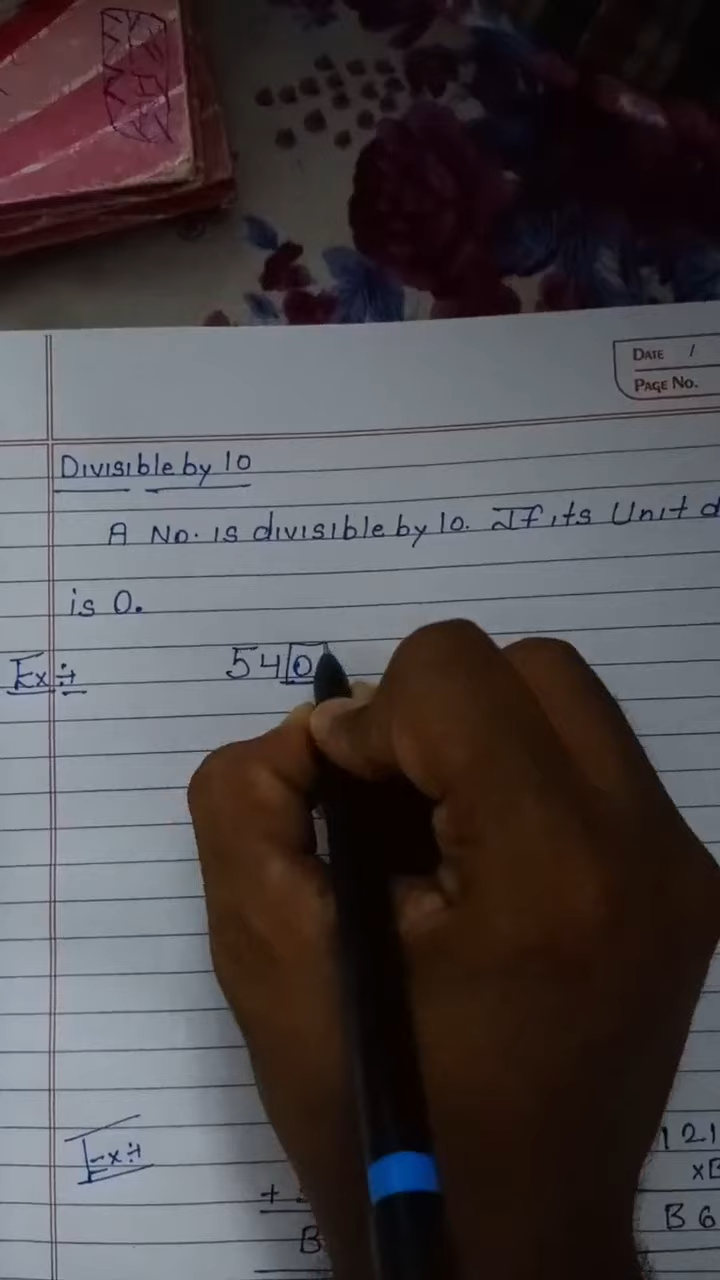 DATE /
PAGE NO.
Divisible by 10
A No. is divisible by 10. If its Unit d
is 0.
Ex:- 540
Ex:-
121
+
B
B6